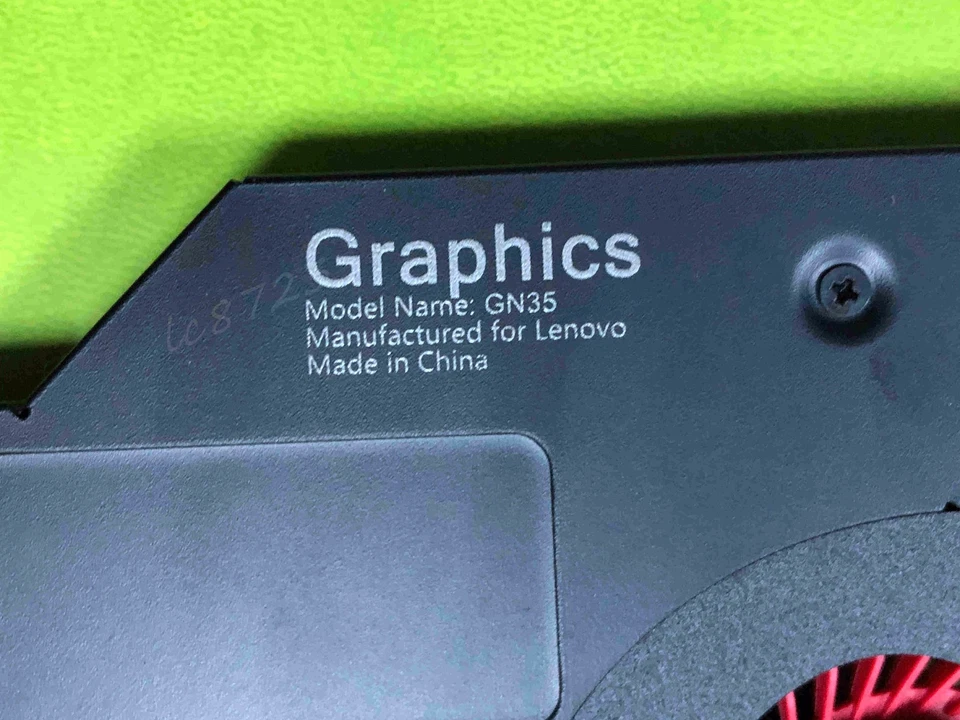 Graphics
Model Name: GN35
Manufactured for Lenovo
Made in China